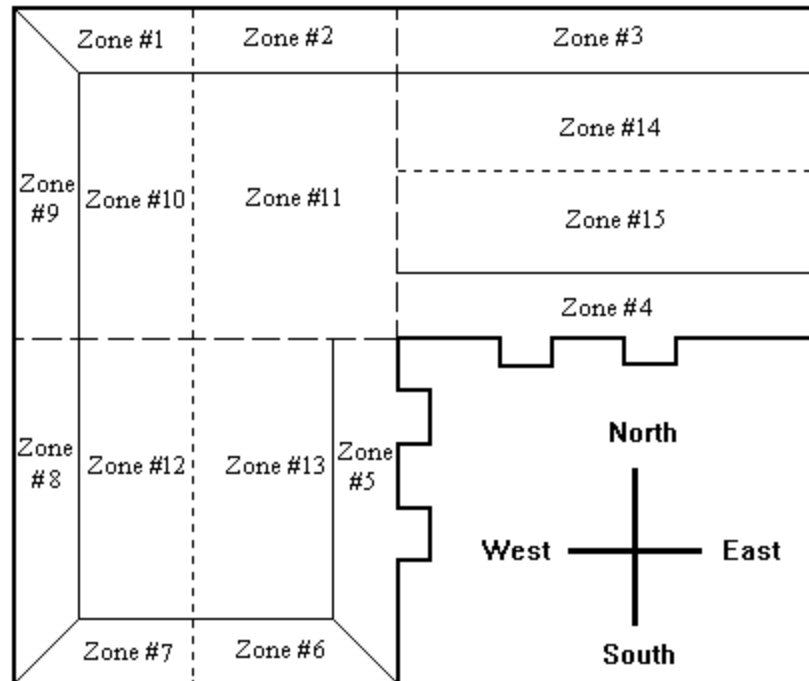 Zone #1
Zone #2
Zone #3
Zone #14
Zone
#9
Zone #10
Zone #11
Zone #15
Zone #4
North
Zone
#8
Zone #12
Zone #13
Zone
#5
West
East
South
Zone #7
Zone #6